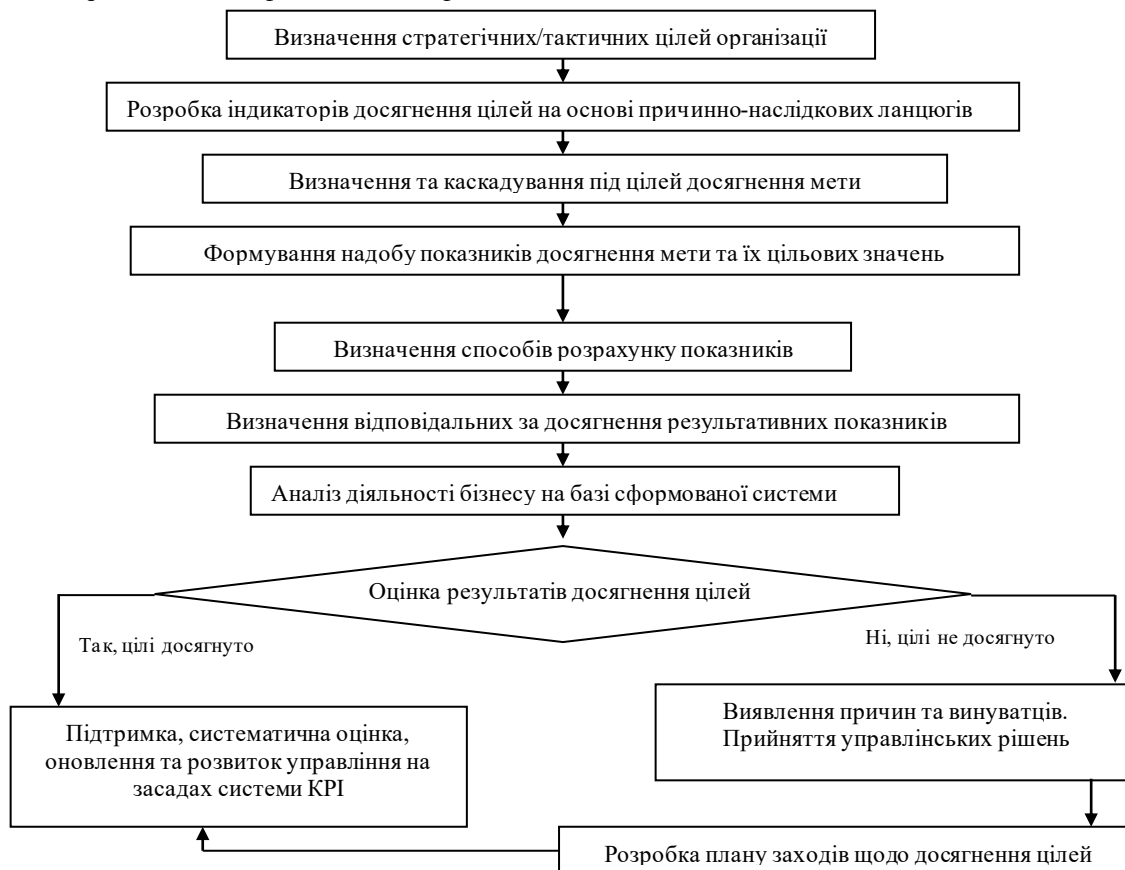 Визначення стратегічних/тактичних цілей організації
Розробка індикаторів досягнення цілей на основі причинно-наслідкових ланцюгів
Визначення та каскадування під цілей досягнення мети
Формування надобу показників досягнення мети та їх цільових значень
Визначення способів розрахунку показників
Визначення відповідальних за досягнення результативних показників
Аналіз діяльності бізнесу на базі сформованої системи
Оцінка результатів досягнення цілей
Так, цілі досягнуто
Ні, цілі не досягнуто
Підтримка, систематична оцінка,
оновлення та розвиток управління на
засадах системи КРІ
Виявлення причин та винуватців.
Прийняття управлінських рішень
Розробка плану заходів щодо досягнення цілей